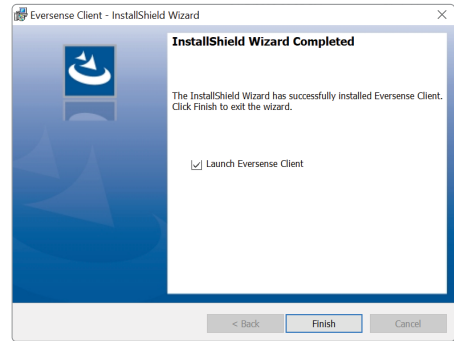 Eversense Client - InstallShield Wizard
InstallShield Wizard Completed
The InstallShield Wizard has successfully installed Eversense Client.
Click Finish to exit the wizard.
Launch Eversense Client
< Back
Finish
Cancel